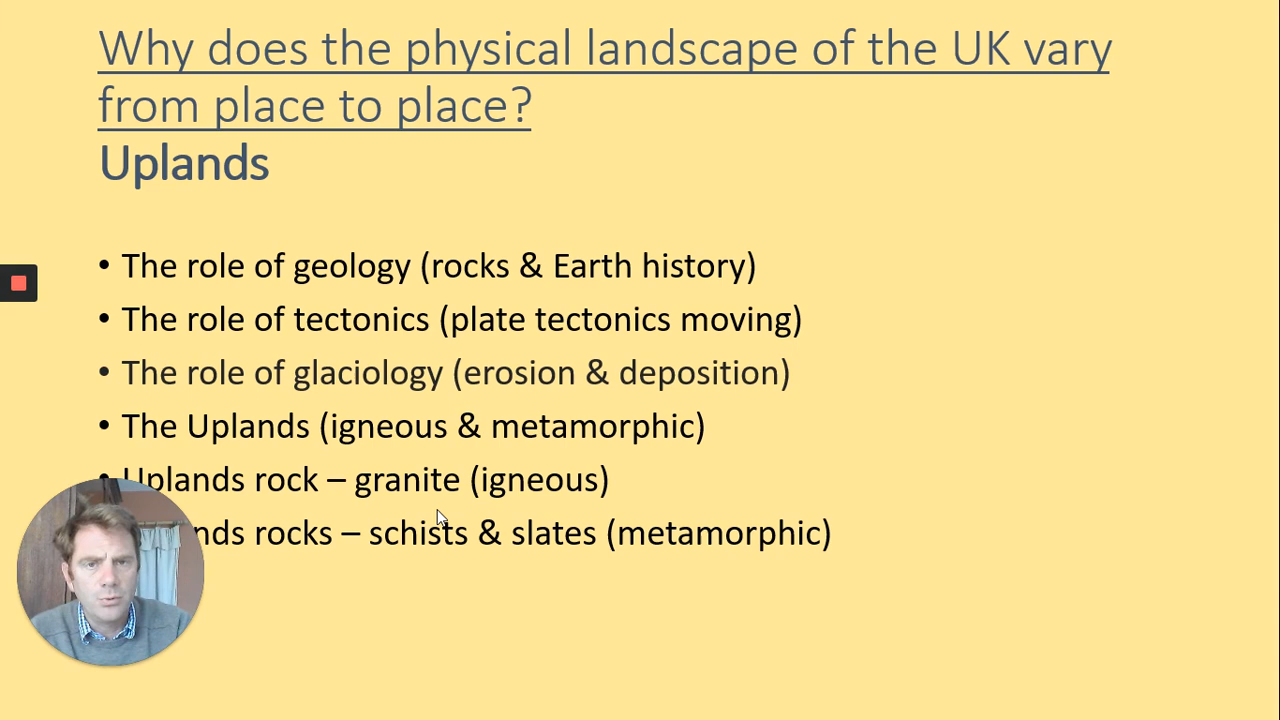 Why does the physical landscape of the UK vary
from place to place?
Uplands
• The role of geology (rocks & Earth history)
• The role of tectonics (plate tectonics moving)
• The role of glaciology (erosion & deposition)
• The Uplands (igneous & metamorphic)
• Uplands rock – granite (igneous)
rocks – schists & slates (metamorphic)